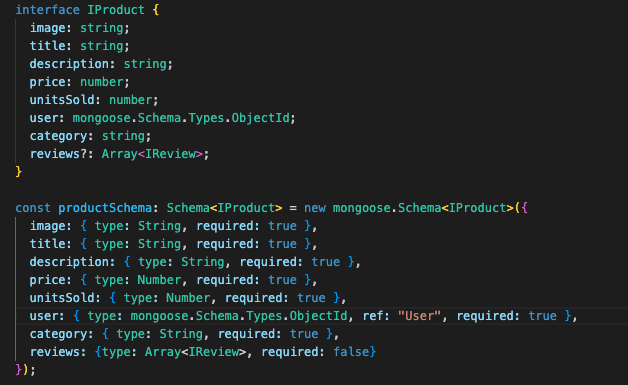 interface IProduct {
  image: string;
  title: string;
  description: string;
  price: number;
  unitsSold: number;
  user: mongoose.Schema.Types.ObjectId;
  category: string;
  reviews?: Array<IReview>;
}

const productSchema: Schema<IProduct> = new mongoose.Schema<IProduct>({
  image: { type: String, required: true },
  title: { type: String, required: true },
  description: { type: String, required: true },
  price: { type: Number, required: true },
  unitsSold: { type: Number, required: true },
  user: { type: mongoose.Schema.Types.ObjectId, ref: "User", required: true },
  category: { type: String, required: true },
  reviews: {type: Array<IReview>, required: false}
});